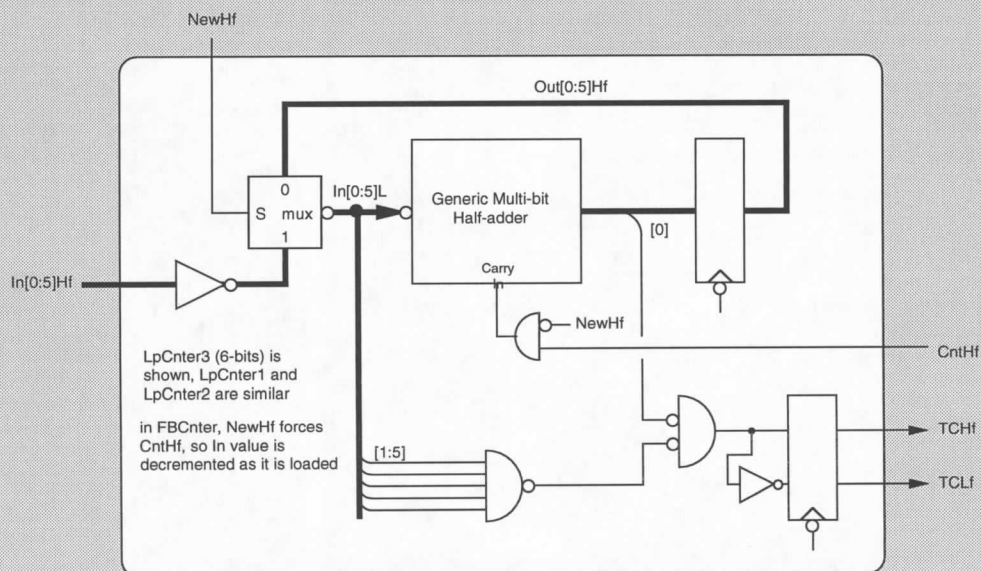 NewHf
Out[0:5]Hf
0
In[0:5]L
S mux
1
Generic Multi-bit
Half-adder
[0]
In[0:5]Hf
Carry
In
NewHf
CntHf
LpCnter3 (6-bits) is
shown, LpCnter1 and
LpCnter2 are similar
in FBCnter, NewHf forces
CntHf, so In value is
decremented as it is loaded
[1:5]
TCHf
TCLf